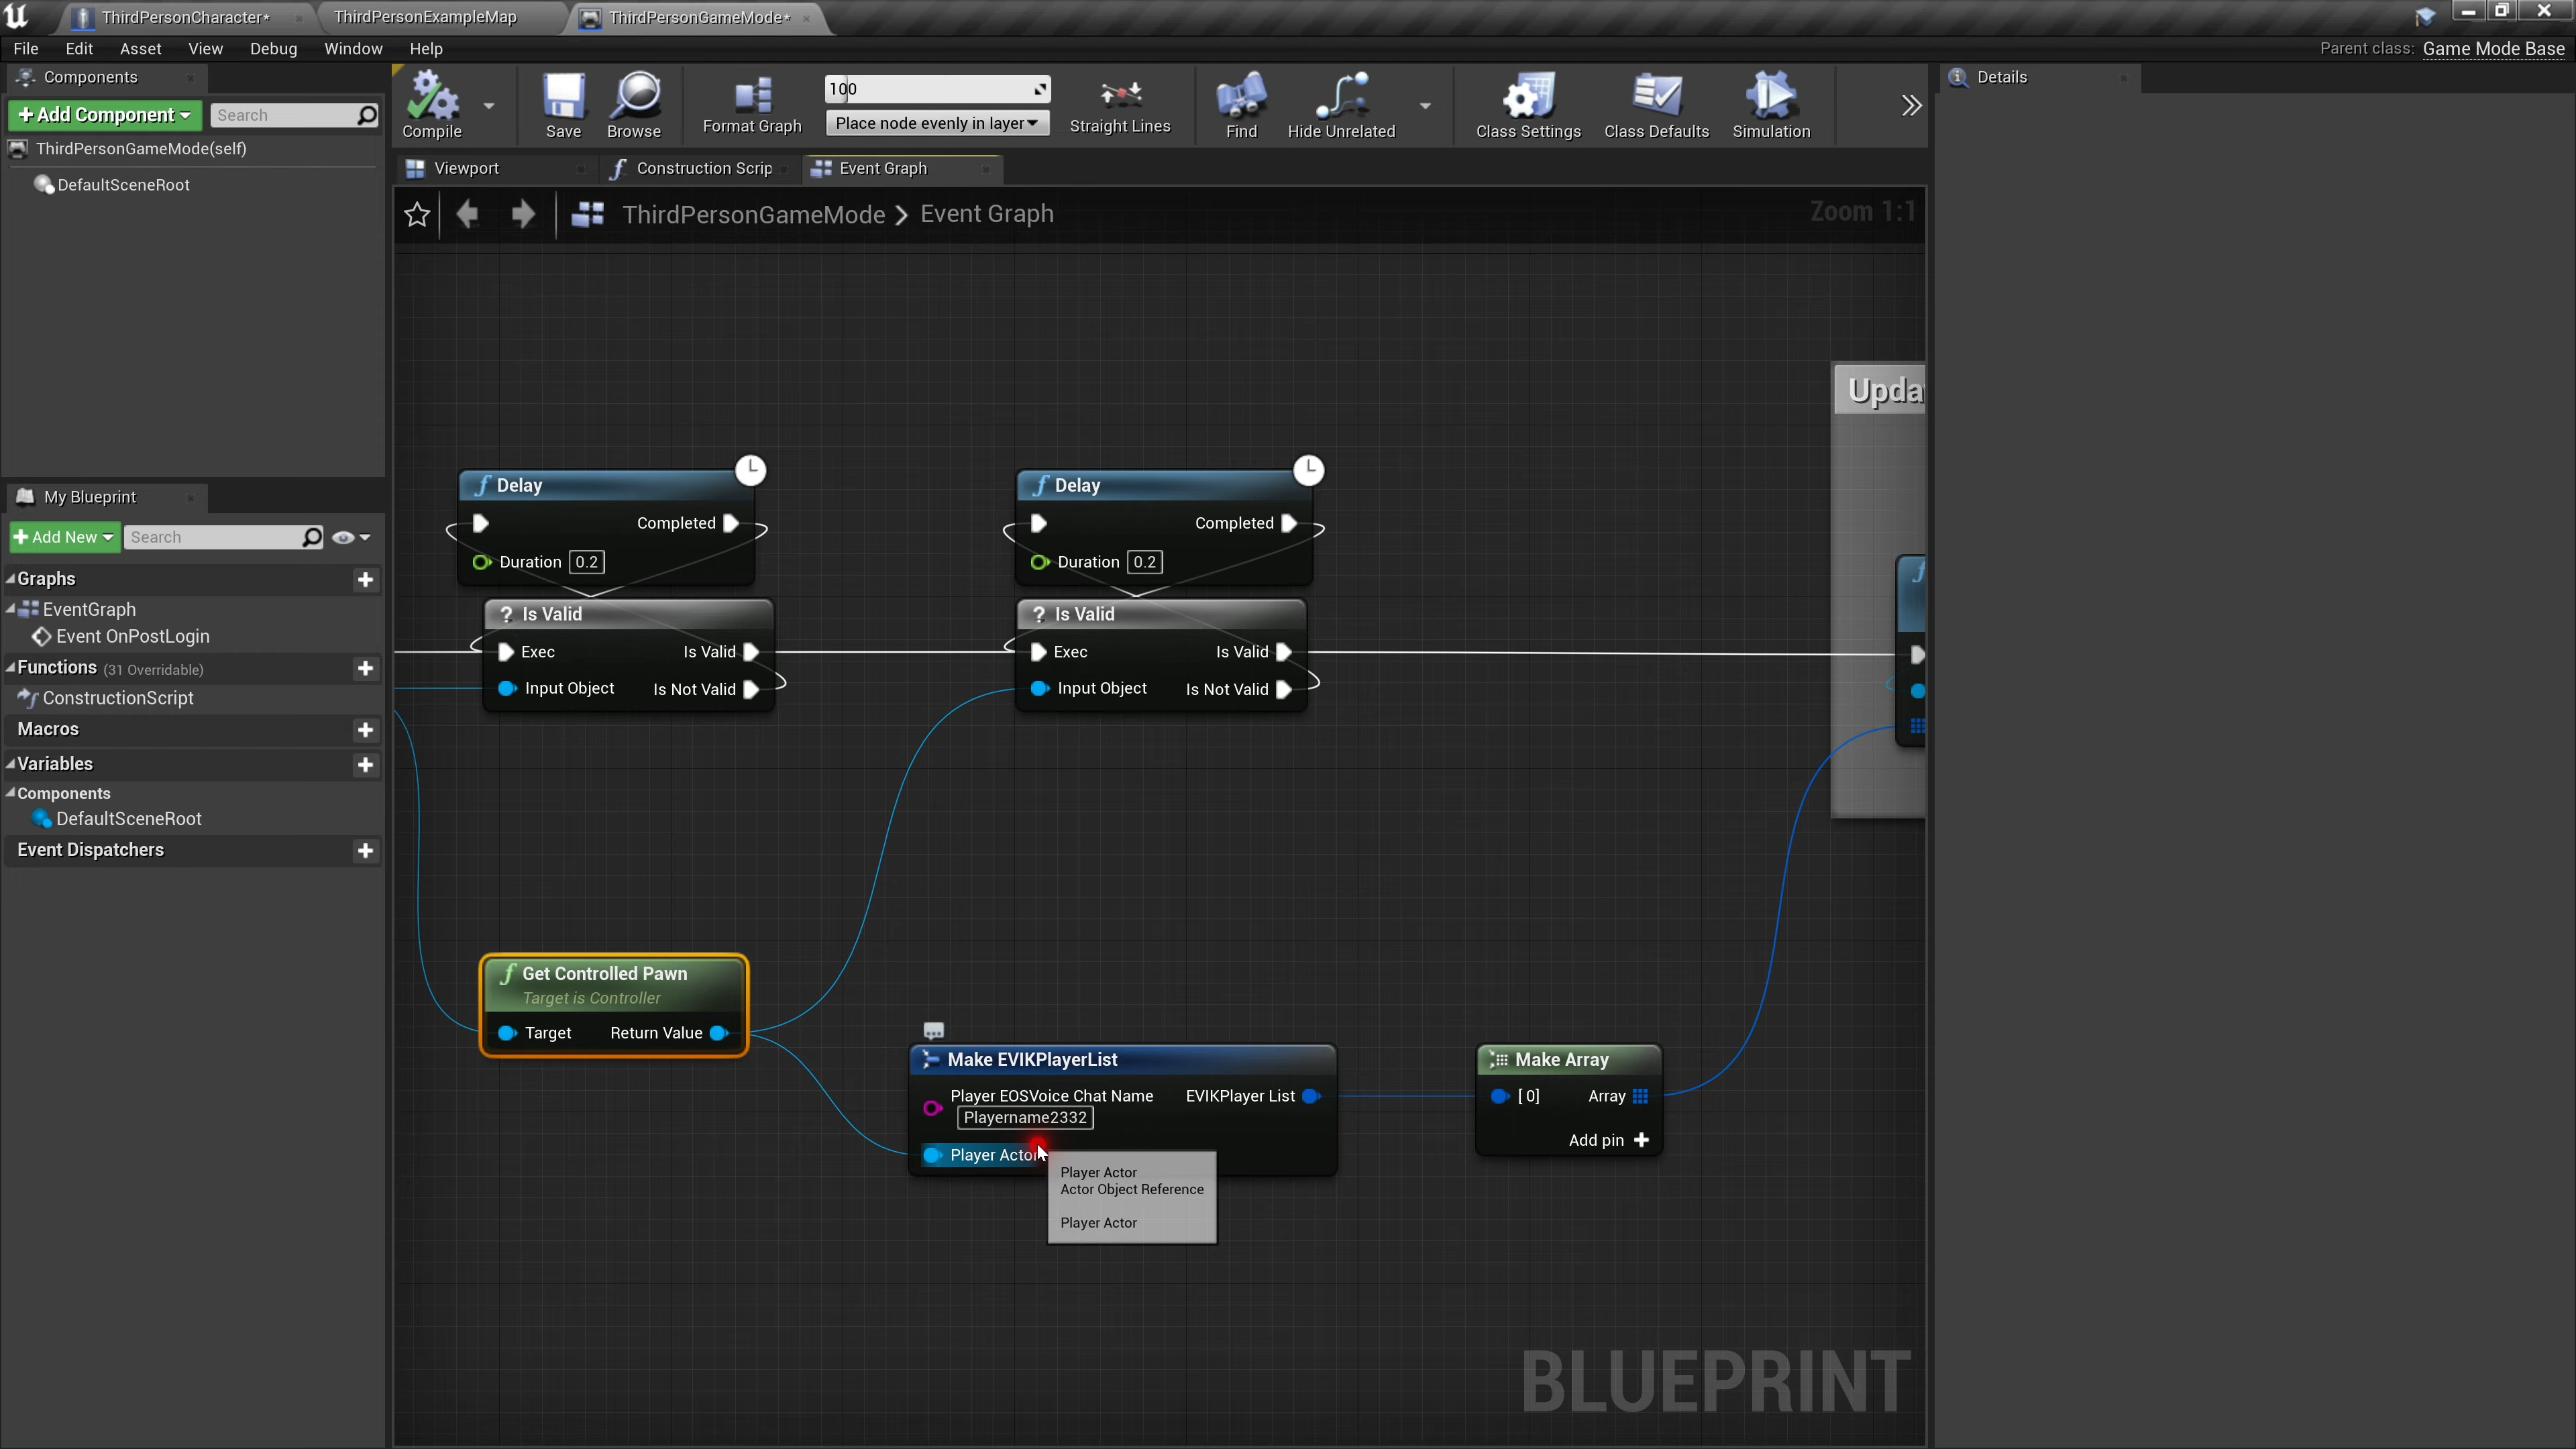 ThirdPersonCharacter*
ThirdPersonExampleMap
ThirdPersonGameMode*
File Edit Asset View Debug Window Help
Parent class: Game Mode Base
Components
+ Add Component
Search
ThirdPersonGameMode(self)
DefaultSceneRoot
Compile
Save
Browse
Format Graph
100
Place node evenly in layer
Straight Lines
Find
Hide Unrelated
Class Settings
Class Defaults
Simulation
Details
Viewport
Construction Scrip
Event Graph
ThirdPersonGameMode > Event Graph
Zoom 1:1
My Blueprint
+ Add New
Search
Graphs
EventGraph
Event OnPostLogin
Functions (31 Overridable)
ConstructionScript
Macros
Variables
Components
DefaultSceneRoot
Event Dispatchers
Upda
Delay
Completed
Duration 0.2
Is Valid
Exec Is Valid
Input Object Is Not Valid
Delay
Completed
Duration 0.2
Is Valid
Exec Is Valid
Input Object Is Not Valid
Get Controlled Pawn
Target is Controller
Target Return Value
Make EVIKPlayerList
Player EOSVoice Chat Name EVIKPlayer List
Playername2332
Player Actor
Player Actor
Actor Object Reference
Player Actor
Make Array
[0] Array
Add pin +
BLUEPRINT